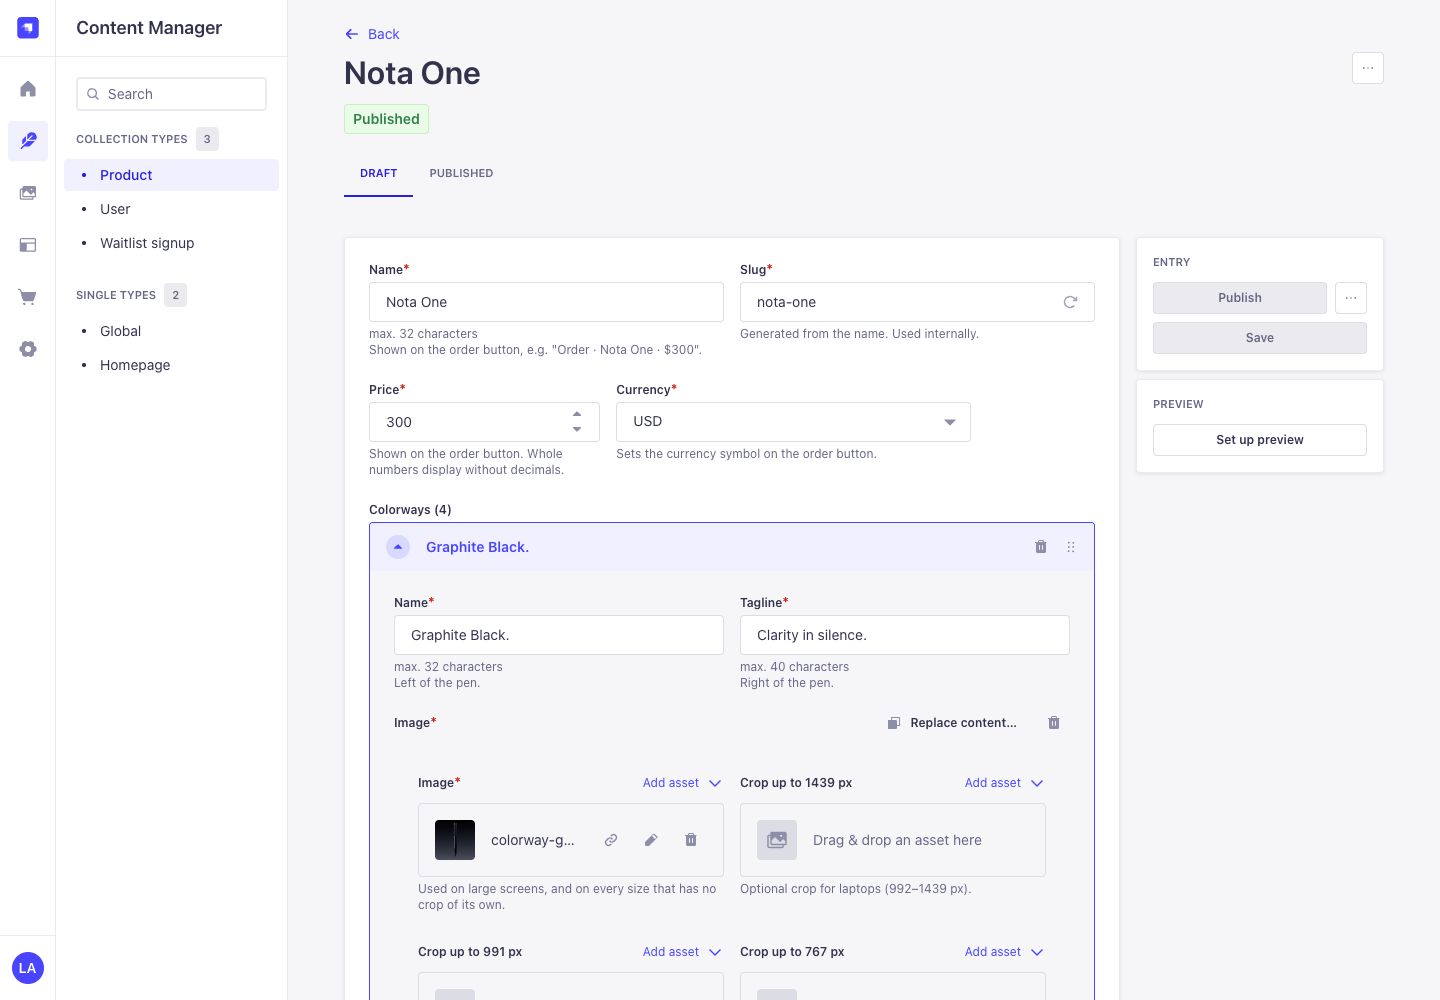 Content Manager
Search
COLLECTION TYPES 3
Product
User
Waitlist signup
SINGLE TYPES 2
Global
Homepage
LA
Back
Nota One
Published
DRAFT PUBLISHED
Name* Slug*
Nota One nota-one
max. 32 characters Generated from the name. Used internally.
Shown on the order button, e.g. "Order · Nota One · $300".
Price* Currency*
300 USD
Shown on the order button. Whole Sets the currency symbol on the order button.
numbers display without decimals.
Colorways (4)
Graphite Black.
Name* Tagline*
Graphite Black. Clarity in silence.
max. 32 characters max. 40 characters
Left of the pen. Right of the pen.
Image* Replace content...
Image* Add asset Crop up to 1439 px Add asset
colorway-g... Drag & drop an asset here
Used on large screens, and on every size that has no Optional crop for laptops (992–1439 px).
crop of its own.
Crop up to 991 px Add asset Crop up to 767 px Add asset
ENTRY
Publish
Save
PREVIEW
Set up preview